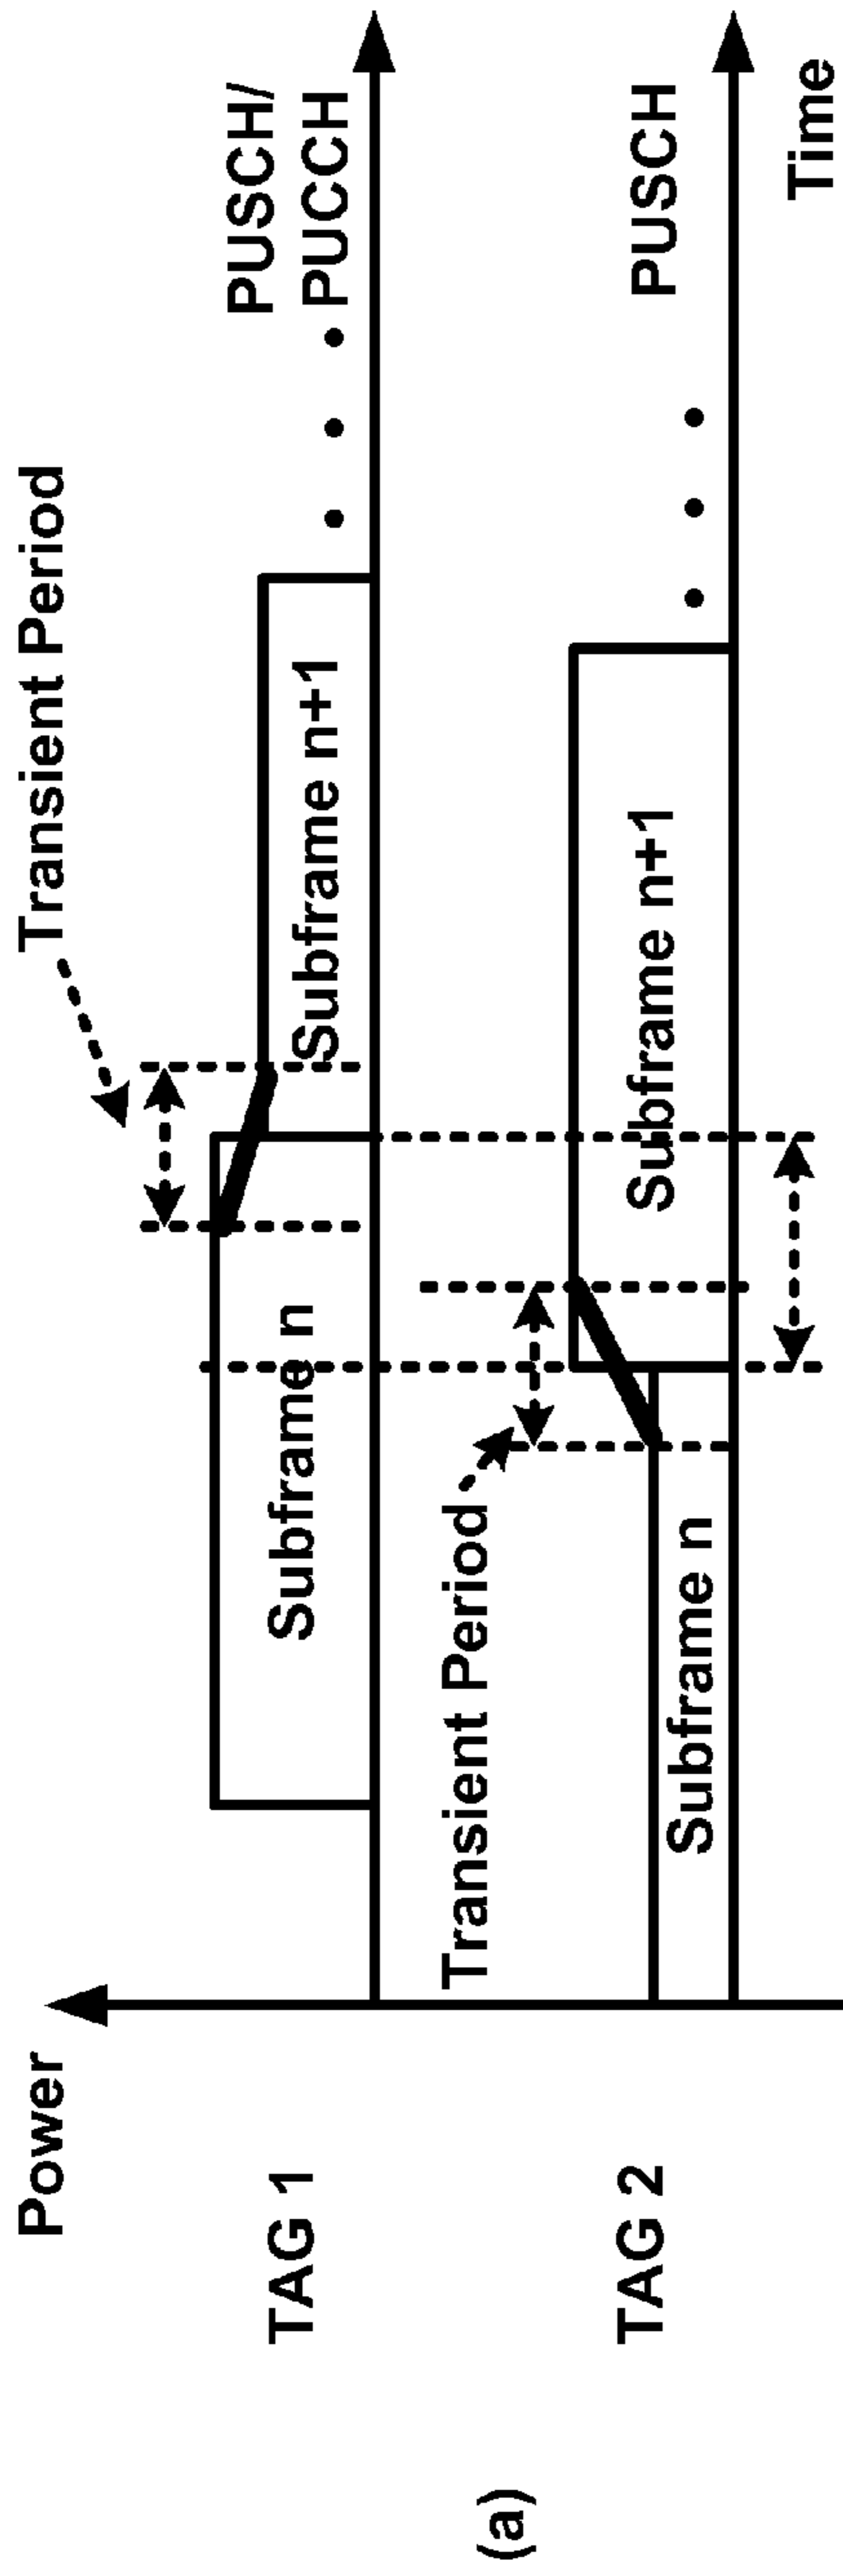 Power
Transient Period
TAG 1
Subframe n
Subframe n+1
PUSCH/
PUCCH
Transient Period
TAG 2
Subframe n
Subframe n+1
PUSCH
Time
(a)